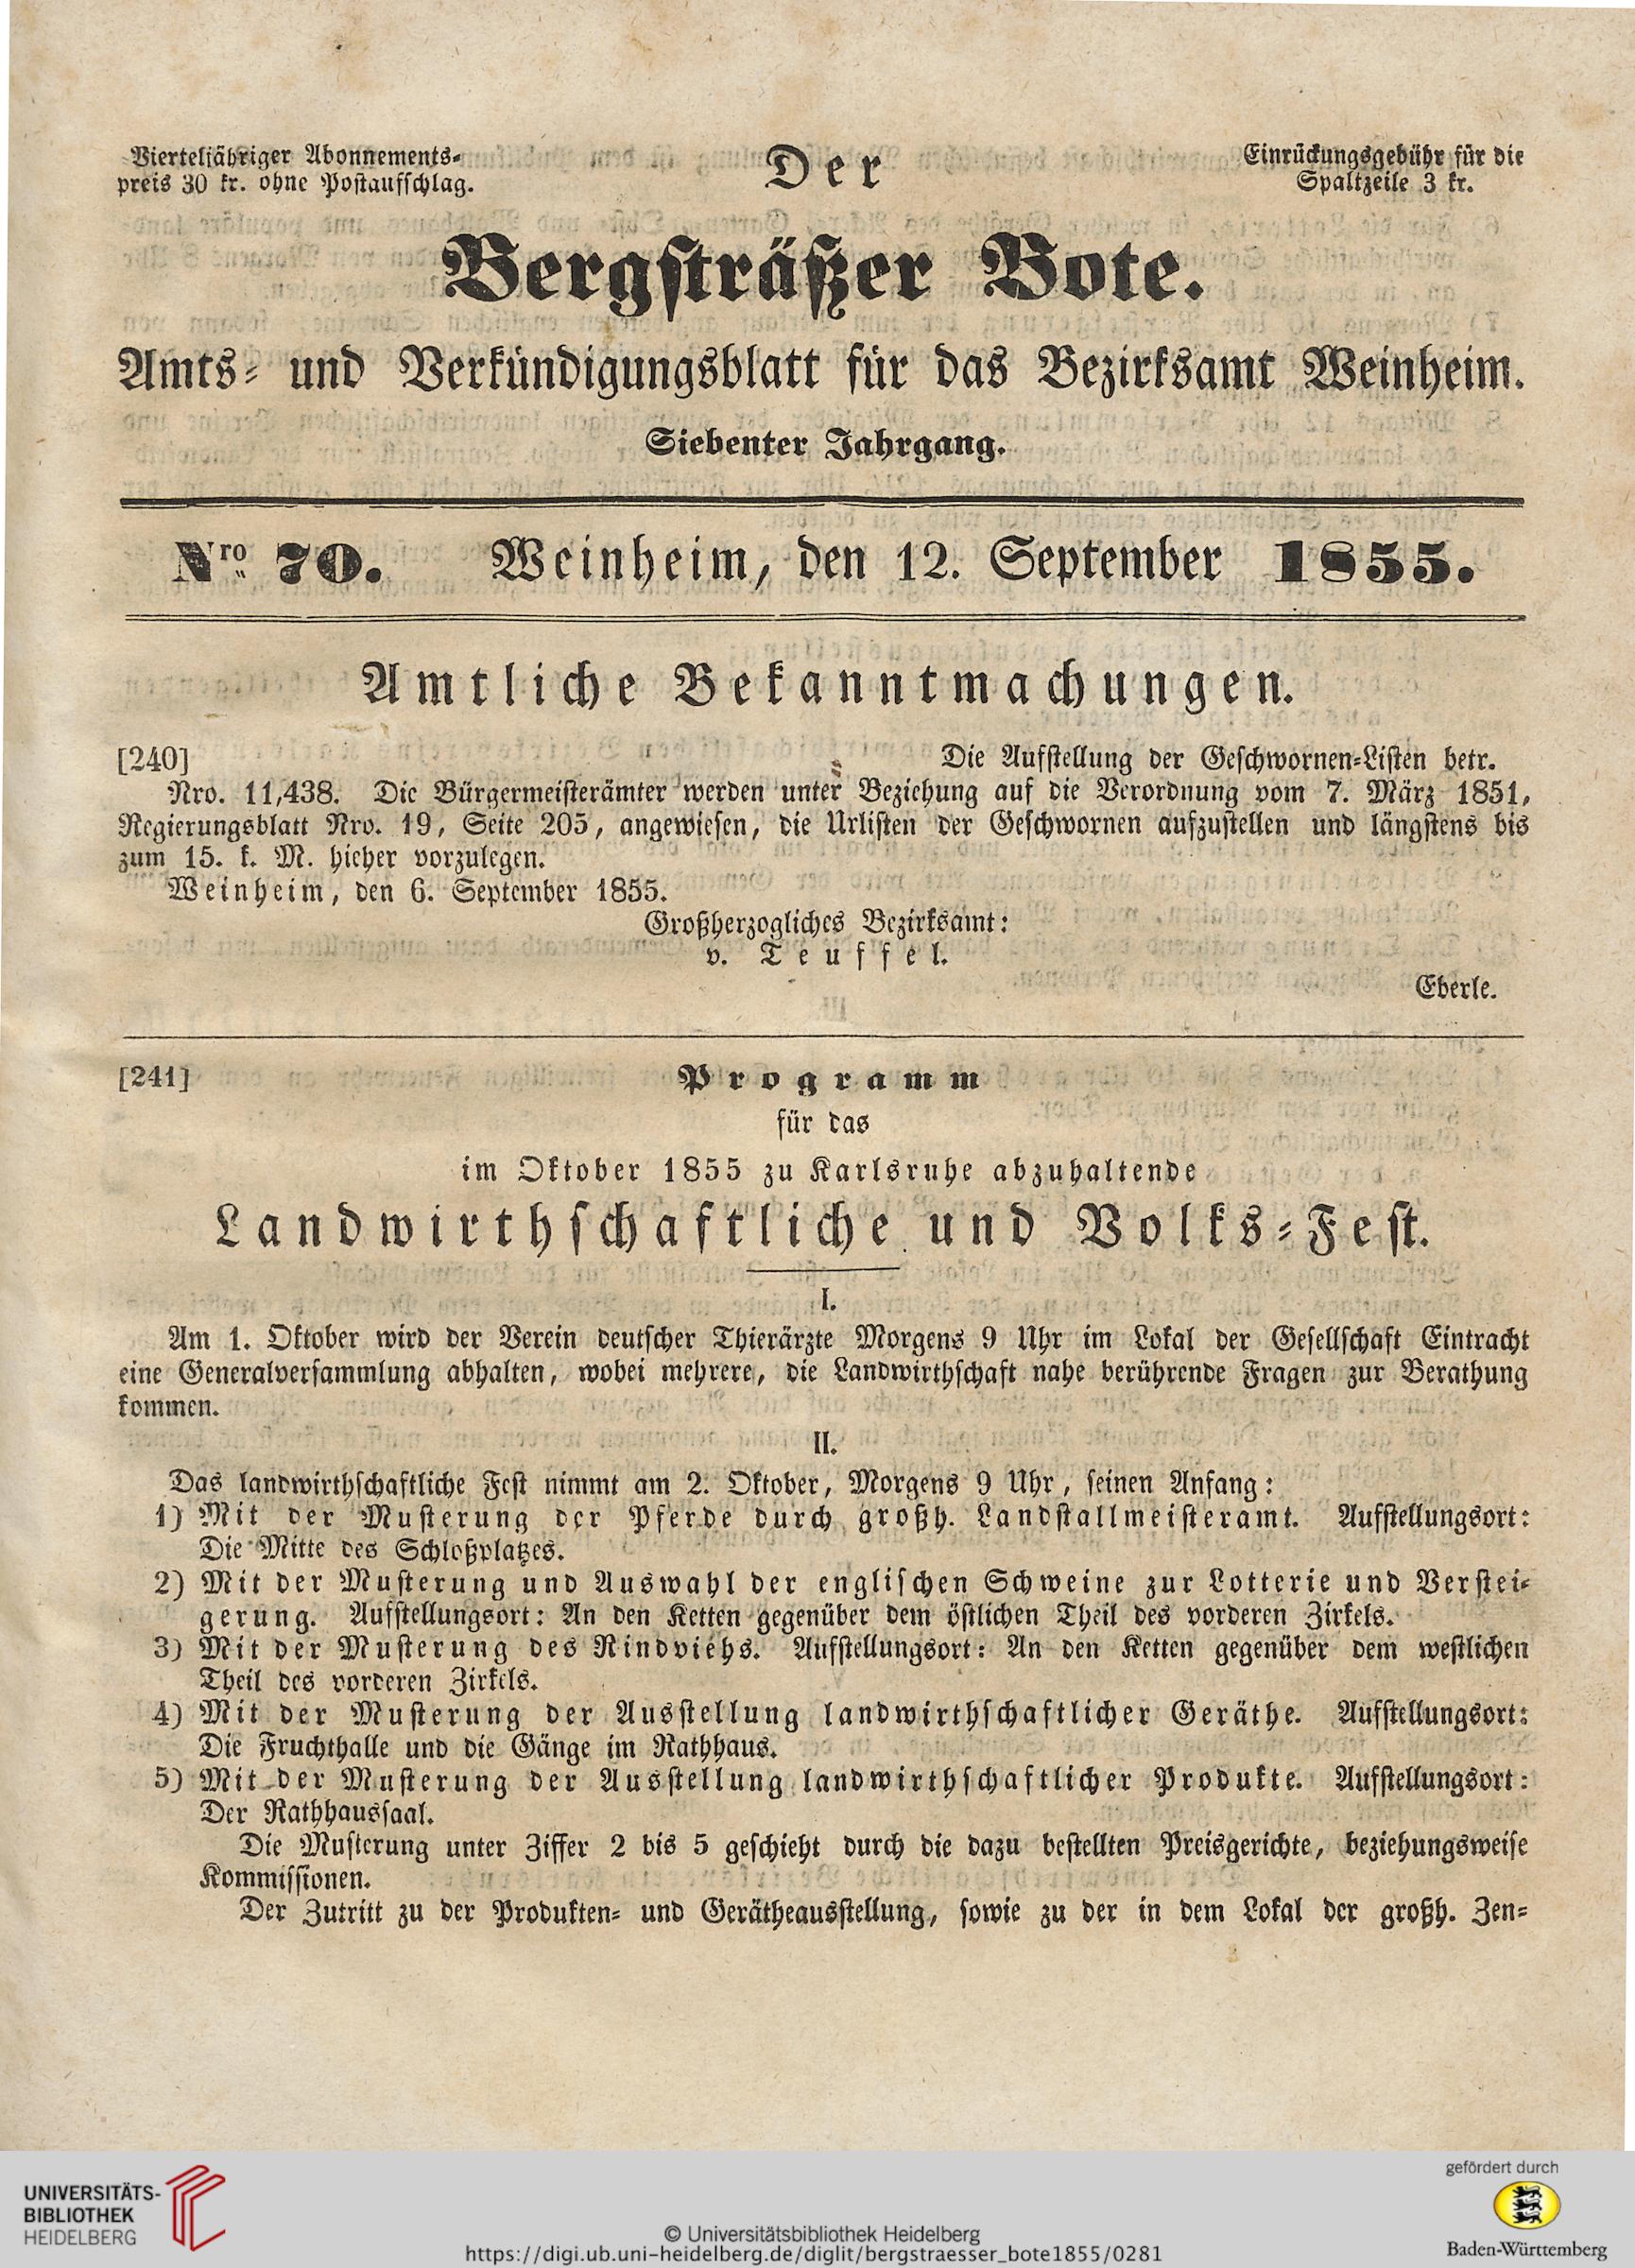 Vierteljähriger Abonnements-
preis 30 kr. ohne Postaufschlag.
Der
Einrückungsgebühr für die
Spaltzeile 3 kr.
Bergsträßer Bote.
Amts- und Verkündigungsblatt für das Bezirksamt Weinheim.
Siebenter Jahrgang.
Nro 70. Weinheim, den 12. September 1855.
Amtliche Bekanntmachungen.
[240] Die Aufstellung der Geschwornen-Listen betr.
Nro. 11,438. Die Bürgermeisterämter werden unter Beziehung auf die Verordnung vom 7. März 1851,
Regierungsblatt Nro. 19, Seite 205, angewiesen, die Urlisten der Geschwornen aufzustellen und längstens bis
zum 15. k. M. hieher vorzulegen.
Weinheim, den 6. September 1855.
Großherzogliches Bezirksamt:
v. Teuffel.
Eberle.
[241] Programm
für das
im Oktober 1855 zu Karlsruhe abzuhaltende
Landwirthschaftliche und Volks-Fest.
I.
Am 1. Oktober wird der Verein deutscher Thierärzte Morgens 9 Uhr im Lokal der Gesellschaft Eintracht
eine Generalversammlung abhalten, wobei mehrere, die Landwirthschaft nahe berührende Fragen zur Berathung
kommen.
II.
Das landwirthschaftliche Fest nimmt am 2. Oktober, Morgens 9 Uhr, seinen Anfang:
1) Mit der Musterung der Pferde durch großh. Landstallmeisteramt. Aufstellungsort:
Die Mitte des Schloßplatzes.
2) Mit der Musterung und Auswahl der englischen Schweine zur Lotterie und Verstei-
gerung. Aufstellungsort: An den Ketten gegenüber dem östlichen Theil des vorderen Zirkels.
3) Mit der Musterung des Rindviehs. Aufstellungsort: An den Ketten gegenüber dem westlichen
Theil des vorderen Zirkels.
4) Mit der Musterung der Ausstellung landwirthschaftlicher Geräthe. Aufstellungsort:
Die Fruchthalle und die Gänge im Rathhaus.
5) Mit der Musterung der Ausstellung landwirthschaftlicher Produkte. Aufstellungsort:
Der Rathhaussaal.
Die Musterung unter Ziffer 2 bis 5 geschieht durch die dazu bestellten Preisgerichte, beziehungsweise
Kommissionen.
Der Zutritt zu der Produkten- und Geräteausstellung, sowie zu der in dem Lokal der großh. Zen-
UNIVERSITÄTS-
BIBLIOTHEK
HEIDELBERG
© Universitätsbibliothek Heidelberg
https://digi.ub.uni-heidelberg.de/diglit/bergstraesser_bote1855/0281
gefördert durch
Baden-Württemberg